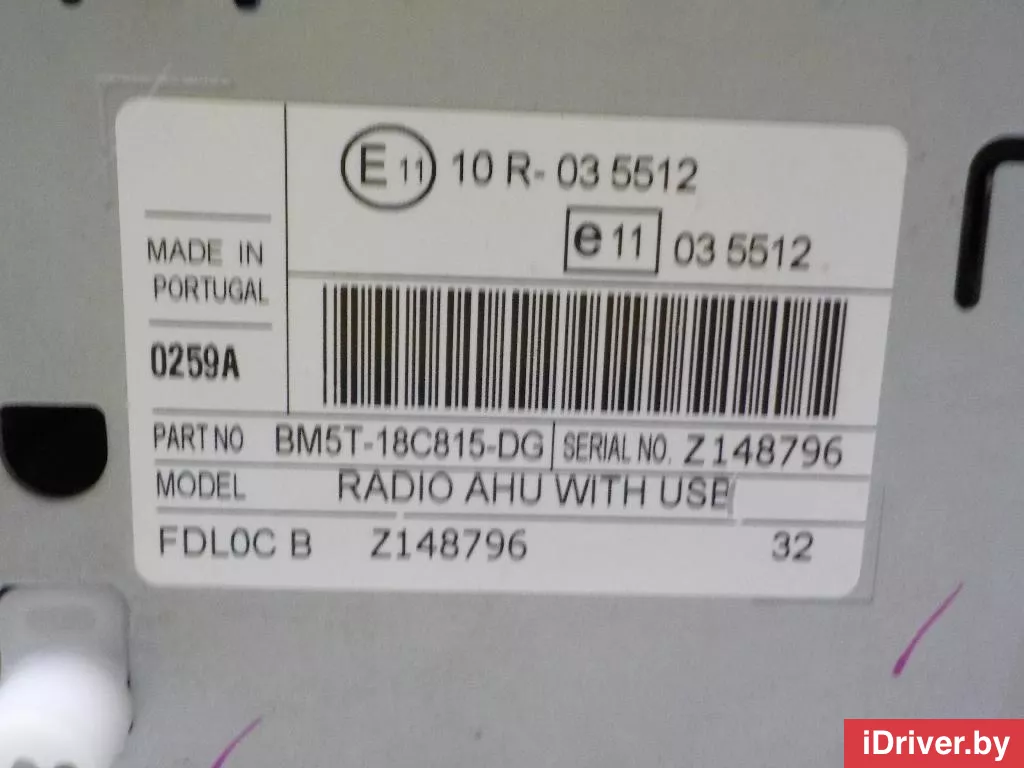 E 11 10 R- 03 5512
e 11 03 5512
MADE IN
PORTUGAL
0259A
PART NO BM5T-18C815-DG SERIAL NO. Z148796
MODEL RADIO AHU WITH USB
FDL0C B Z148796 32
iDriver.by